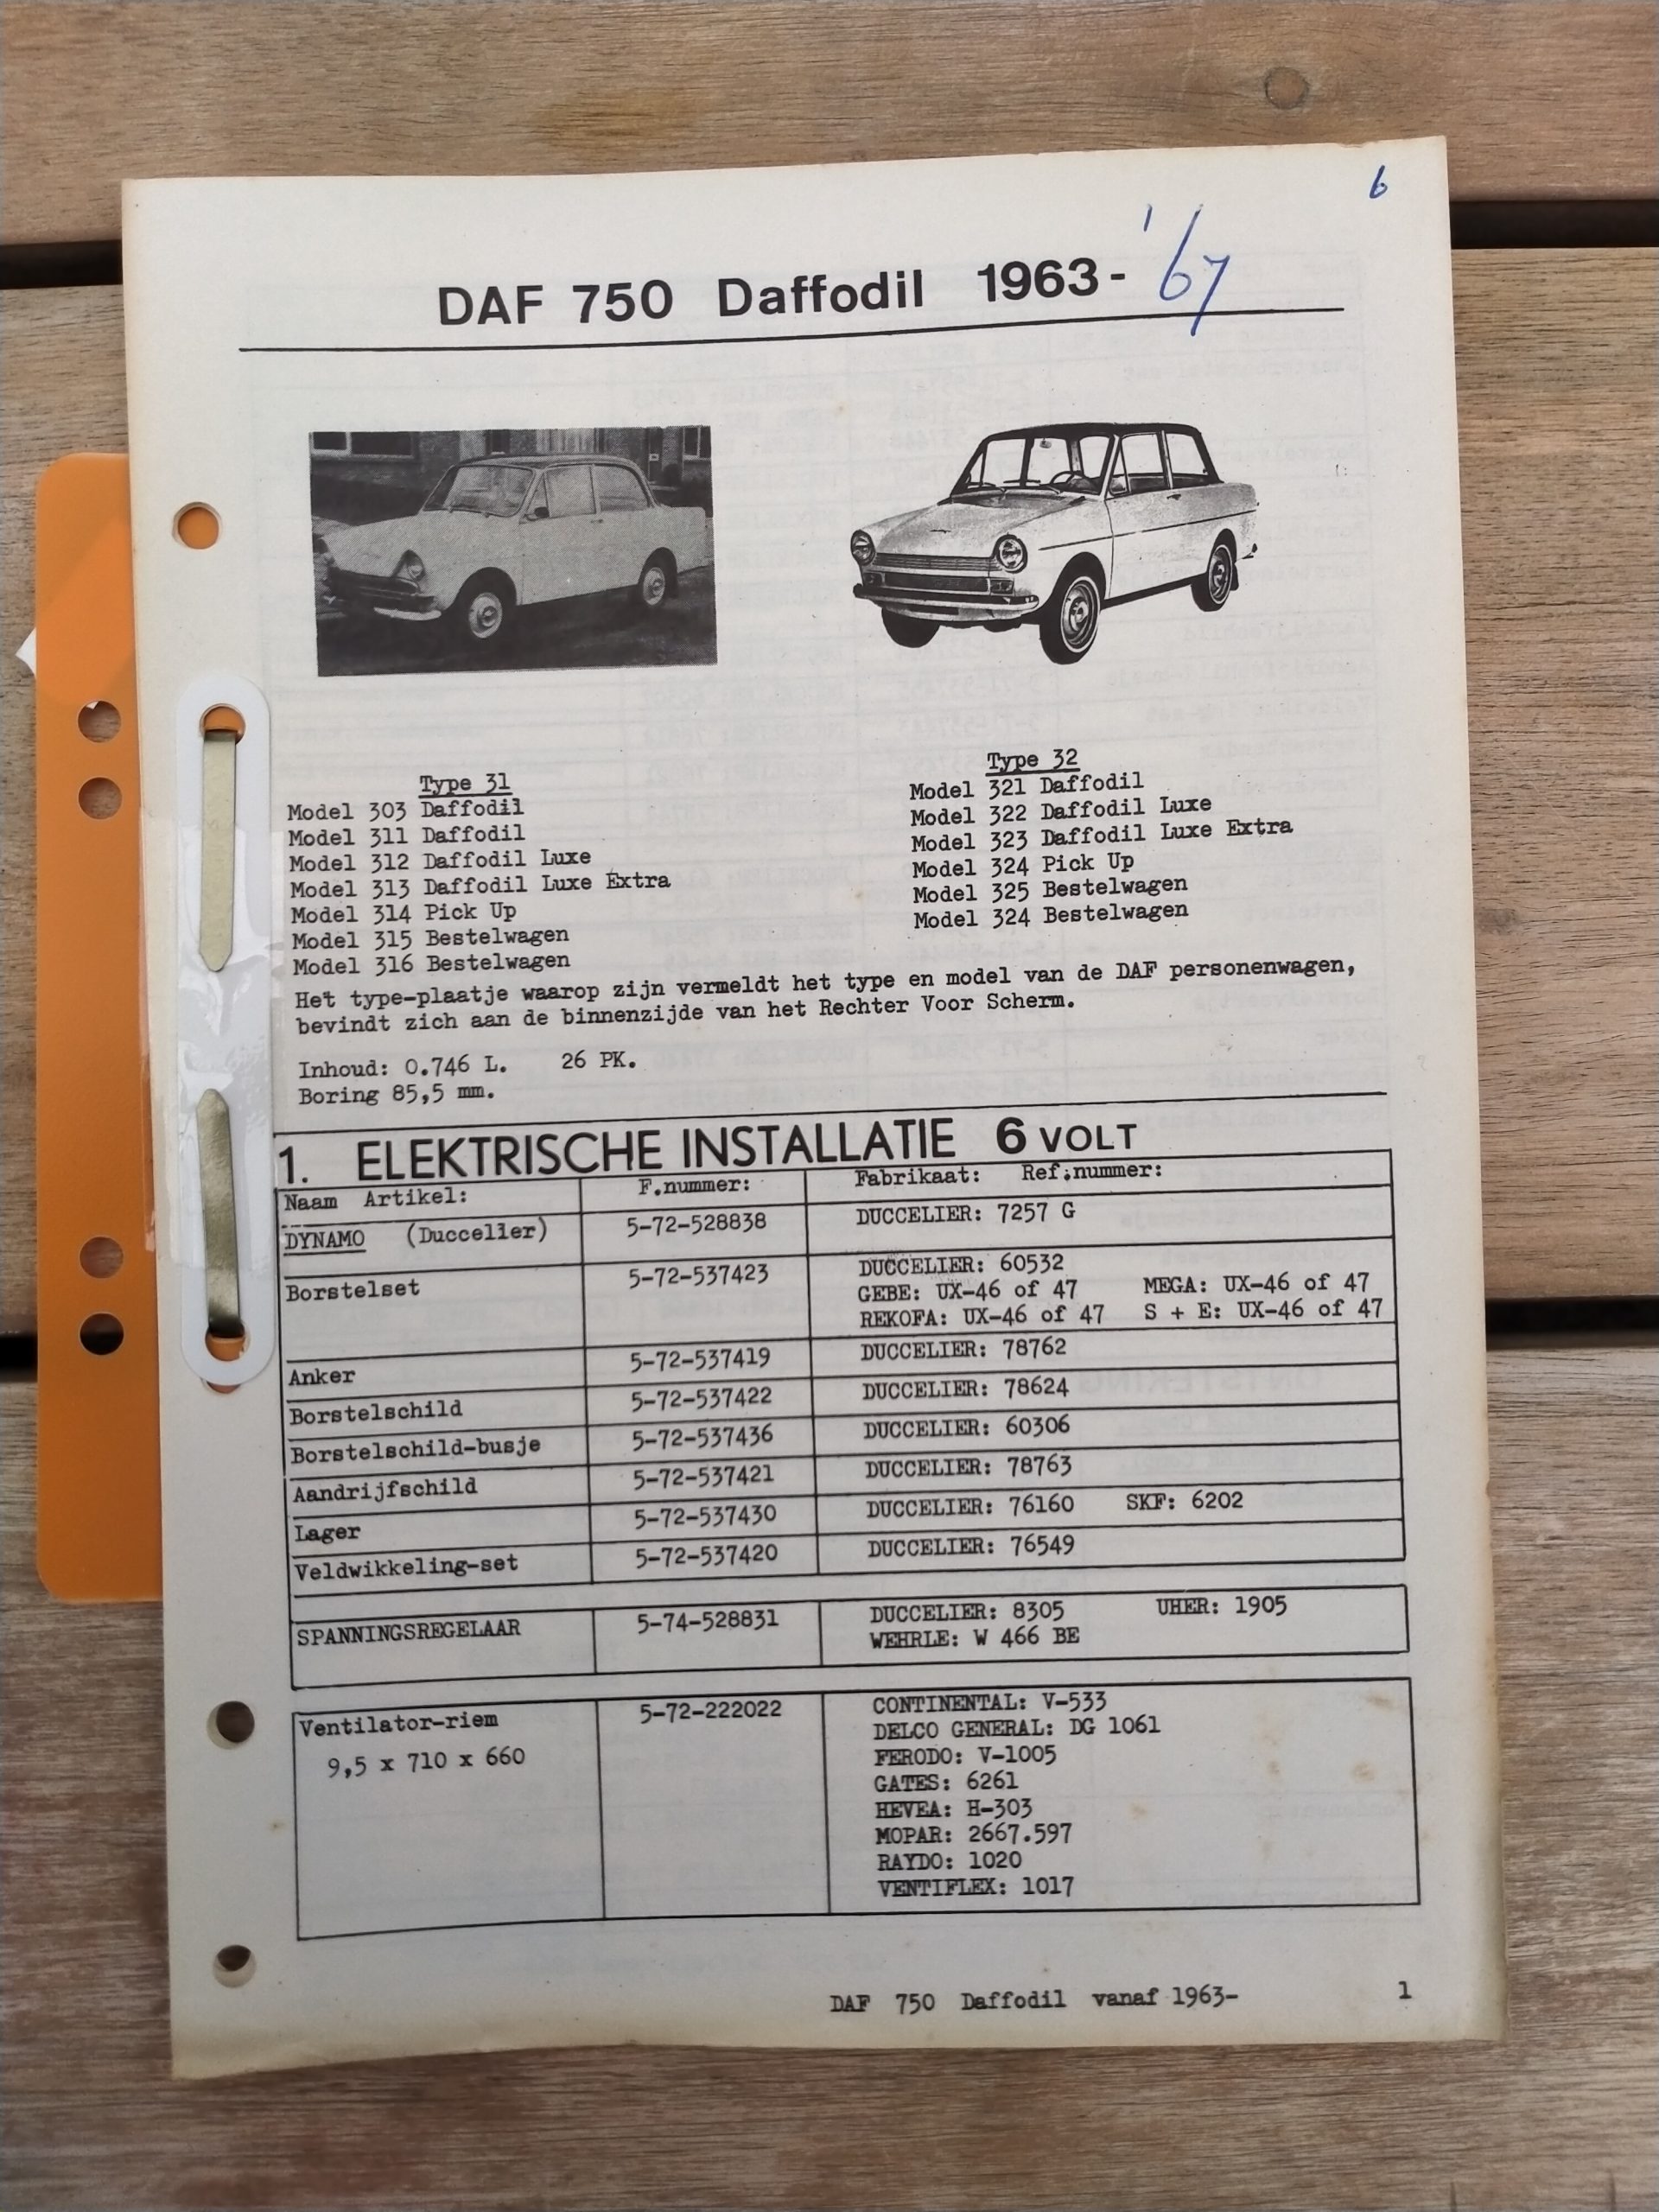 6
DAF 750 Daffodil 1963- '67
Type 31
Model 303 Daffodil
Model 311 Daffodil
Model 312 Daffodil Luxe
Model 313 Daffodil Luxe Extra
Model 314 Pick Up
Model 315 Bestelwagen
Model 316 Bestelwagen
Type 32
Model 321 Daffodil
Model 322 Daffodil Luxe
Model 323 Daffodil Luxe Extra
Model 324 Pick Up
Model 325 Bestelwagen
Model 324 Bestelwagen
Het type-plaatje waarop zijn vermeldt het type en model van de DAF personenwagen,
bevindt zich aan de binnenzijde van het Rechter Voor Scherm.
Inhoud: 0.746 L. 26 PK.
Boring 85,5 mm.
1. ELEKTRISCHE INSTALLATIE 6 VOLT
Naam Artikel: F.nummer: Fabrikaat: Ref.nummer:
DYNAMO (Duccelier) 5-72-528838 DUCCELIER: 7257 G
Borstelset 5-72-537423 DUCCELIER: 60532
GEBE: UX-46 of 47 MEGA: UX-46 of 47
REKOFA: UX-46 of 47 S + E: UX-46 of 47
Anker 5-72-537419 DUCCELIER: 78762
Borstelschild 5-72-537422 DUCCELIER: 78624
Borstelschild-busje 5-72-537436 DUCCELIER: 60306
Aandrijfschild 5-72-537421 DUCCELIER: 78763
Lager 5-72-537430 DUCCELIER: 76160 SKF: 6202
Veldwikkeling-set 5-72-537420 DUCCELIER: 76549
SPANNINGSREGELAAR 5-74-528831 DUCCELIER: 8305 UHER: 1905
WEHRLE: W 466 BE
Ventilator-riem 5-72-222022 CONTINENTAL: V-533
DELCO GENERAL: DG 1061
9,5 x 710 x 660 FERODO: V-1005
GATES: 6261
HEVEA: H-303
MOPAR: 2667.597
RAYDO: 1020
VENTIFLEX: 1017
DAF 750 Daffodil vanaf 1963- 1